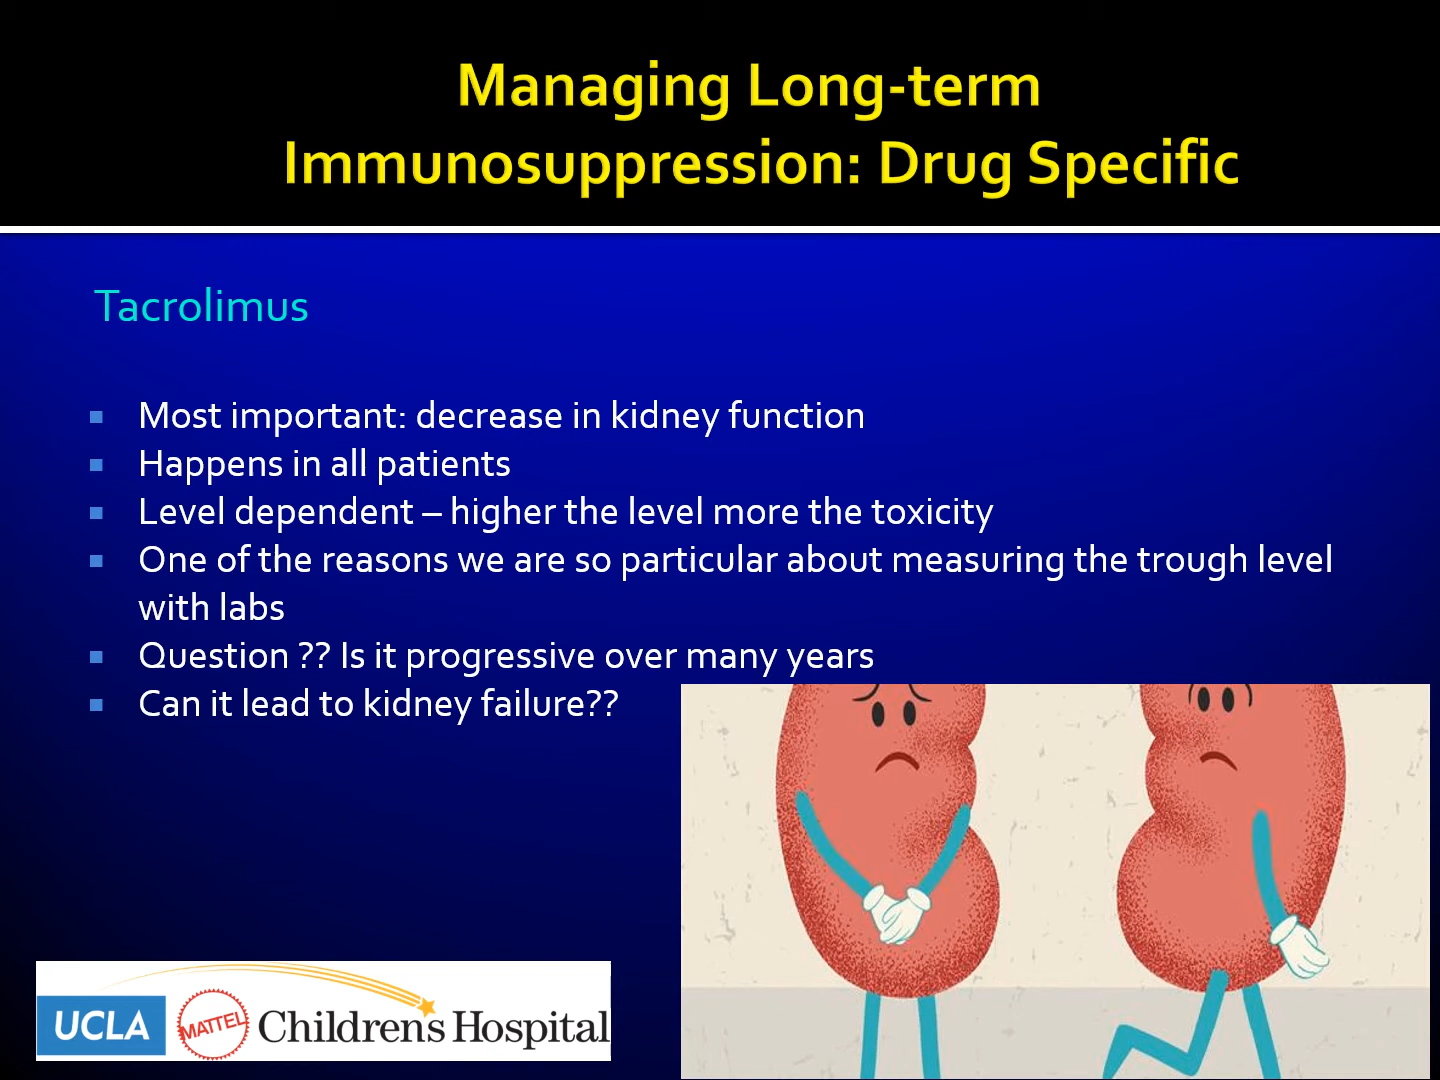 Managing Long-term
Immunosuppression: Drug Specific
Tacrolimus
Most important: decrease in kidney function
Happens in all patients
Level dependent – higher the level more the toxicity
One of the reasons we are so particular about measuring the trough level
with labs
Question ?? Is it progressive over many years
Can it lead to kidney failure??
UCLA MATTEL Children's Hospital